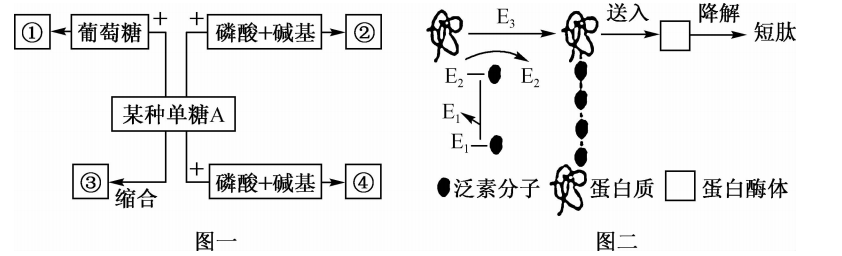 ① 葡萄糖 + + 磷酸+碱基 ②
某种单糖A
③ 缩合 + 磷酸+碱基 ④
图一
E₃ 送入 降解 短肽
E₂ E₂
E₁
E₁
泛素分子 蛋白质 蛋白酶体
图二